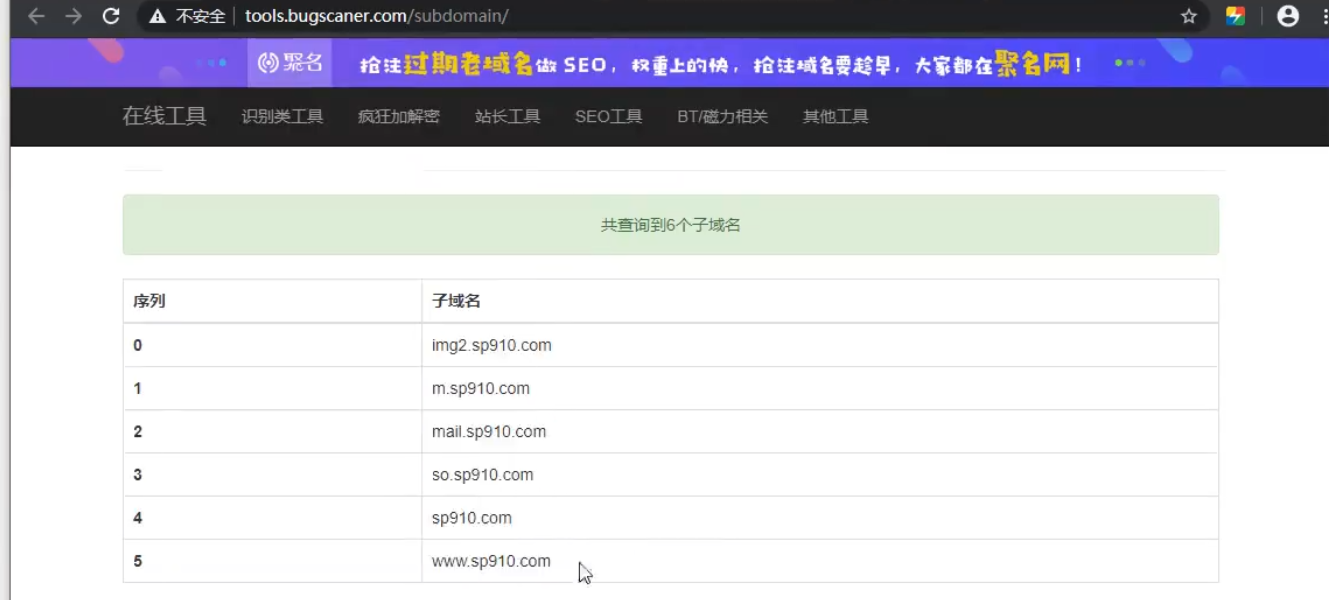 不安全 tools.bugscaner.com/subdomain/
聚名 抢注过期老域名做 SEO，权重上的快，抢注域名要趁早，大家都在聚名网！
在线工具 识别类工具 疯狂加解密 站长工具 SEO工具 BT/磁力相关 其他工具
共查询到6个子域名
序列 子域名
0 img2.sp910.com
1 m.sp910.com
2 mail.sp910.com
3 so.sp910.com
4 sp910.com
5 www.sp910.com